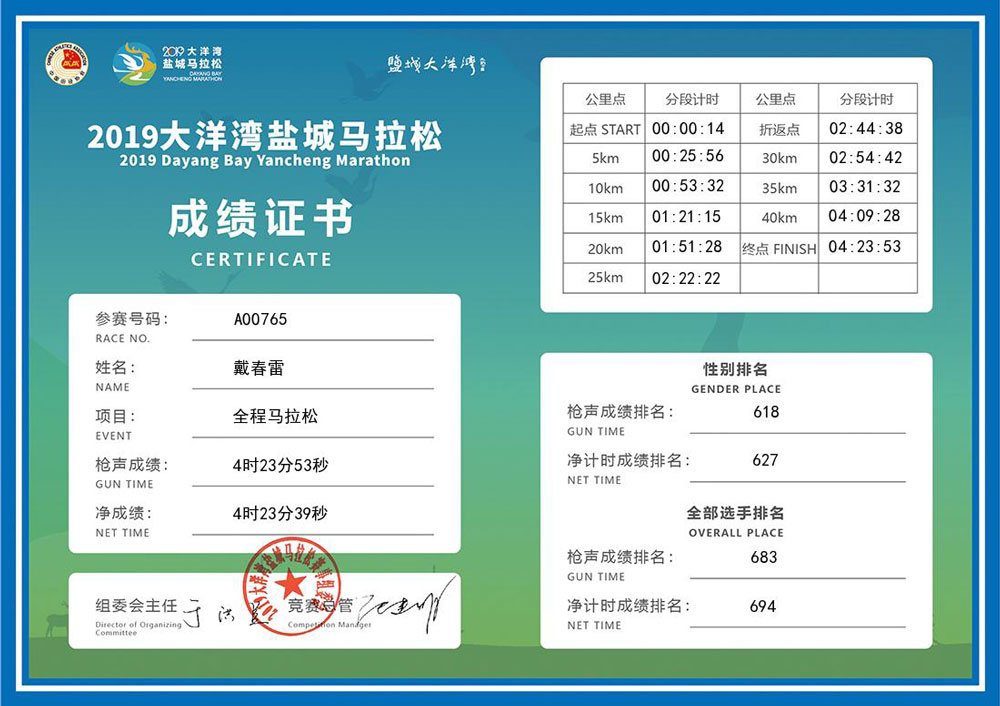 CHINESE ATHLETICS ASSOCIATION
中国田径协会
2019大洋湾
盐城马拉松
DAYANG BAY
YANCHENG MARATHON
盐城大洋湾
2019大洋湾盐城马拉松
2019 Dayang Bay Yancheng Marathon
成绩证书
CERTIFICATE
参赛号码： A00765
RACE NO.
姓名： 戴春雷
NAME
项目： 全程马拉松
EVENT
枪声成绩： 4时23分53秒
GUN TIME
净成绩： 4时23分39秒
NET TIME
组委会主任
Director of Organizing
Committee
竞赛总管
Competition Manager
2019大洋湾盐城马拉松赛事组委会
公里点 分段计时 公里点 分段计时
起点 START 00:00:14 折返点 02:44:38
5km 00:25:56 30km 02:54:42
10km 00:53:32 35km 03:31:32
15km 01:21:15 40km 04:09:28
20km 01:51:28 终点 FINISH 04:23:53
25km 02:22:22
性别排名
GENDER PLACE
枪声成绩排名： 618
GUN TIME
净计时成绩排名： 627
NET TIME
全部选手排名
OVERALL PLACE
枪声成绩排名： 683
GUN TIME
净计时成绩排名： 694
NET TIME